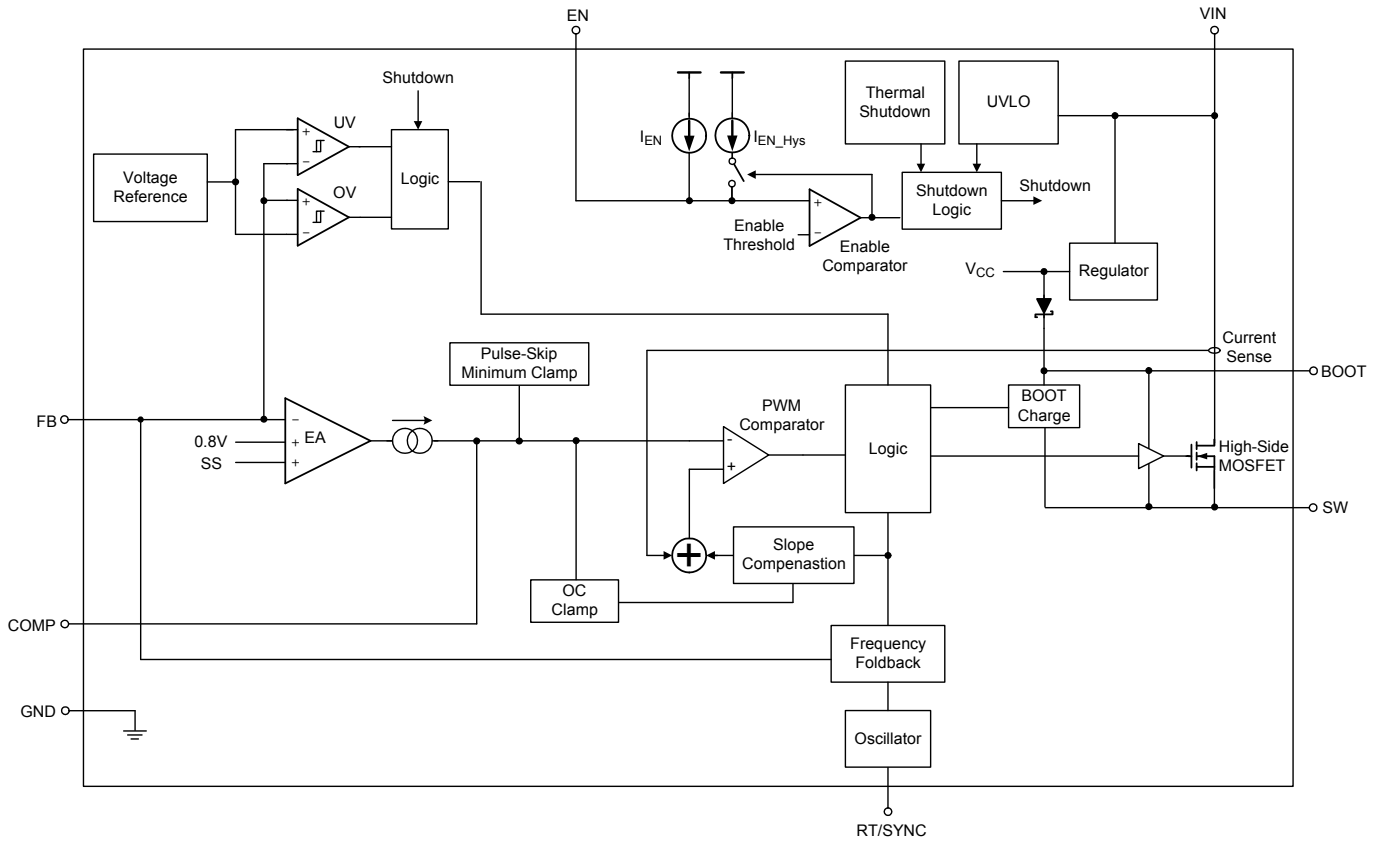 EN
VIN
Shutdown
UV
Thermal
Shutdown
UVLO
+
−
I_EN
I_EN_Hys
Voltage
Reference
Logic
OV
+
−
Shutdown
Logic
Shutdown
Enable
Threshold
+
−
Enable
Comparator
V_CC
Regulator
Current
Sense
Pulse-Skip
Minimum Clamp
BOOT
BOOT
Charge
PWM
Comparator
FB
−
0.8V
+
EA
SS
+
-
+
Logic
High-Side
MOSFET
SW
Slope
Compenastion
OC
Clamp
COMP
Frequency
Foldback
GND
Oscillator
RT/SYNC